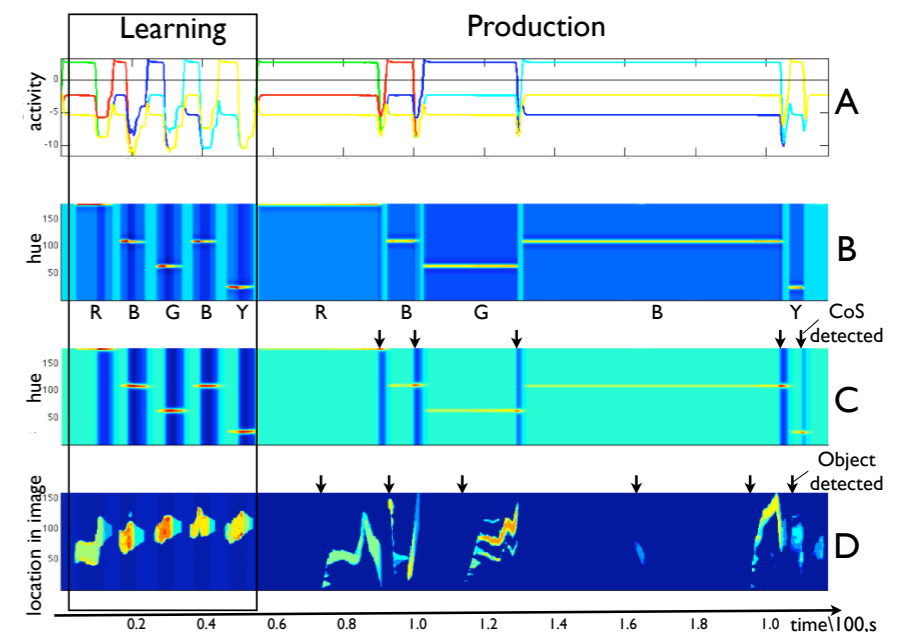 Learning
Production
activity
0
-5
-10
A
hue
150
100
50
B
R B G B Y R B G B Y
CoS
detected
hue
150
100
50
C
Object
detected
location in image
150
100
50
D
0.2 0.4 0.6 0.8 1.0 1.2 1.4 1.6 1.8 1.0 time\100,s